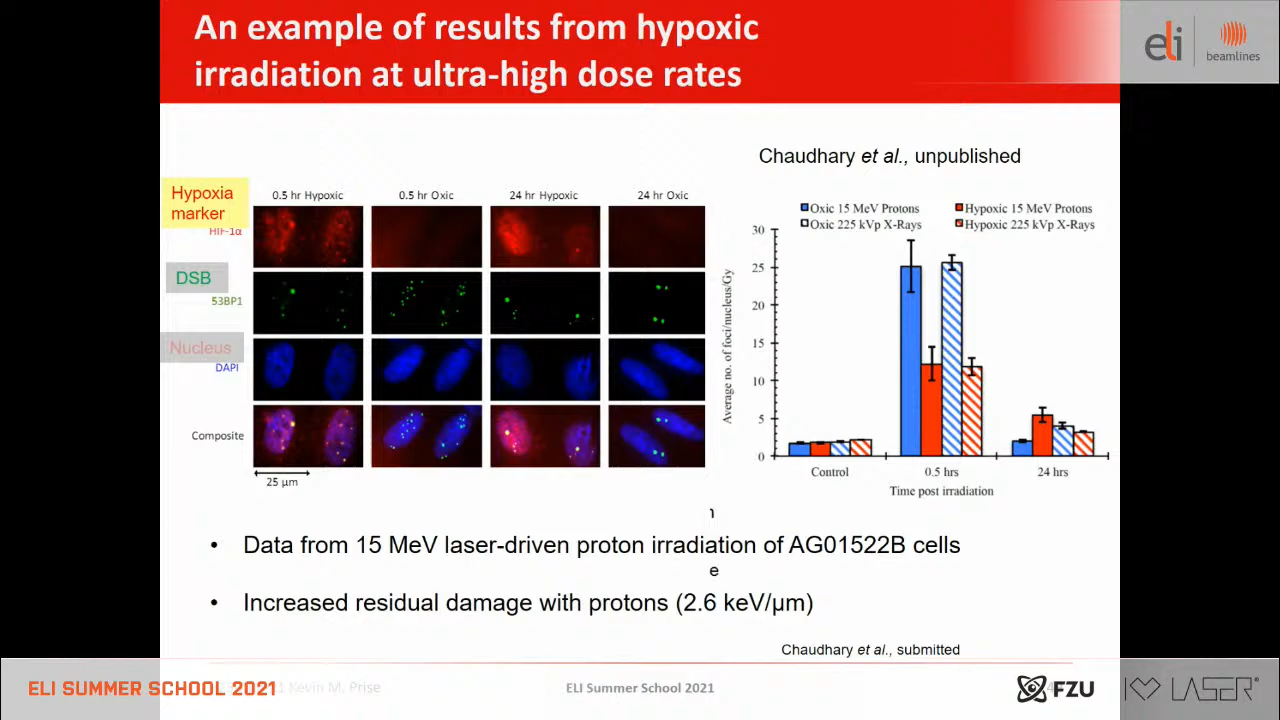 An example of results from hypoxic
irradiation at ultra-high dose rates
eli
beamlines
Chaudhary et al., unpublished
Hypoxia
marker
HIF-1α
DSB
53BP1
Nucleus
DAPI
Composite
0.5 hr Hypoxic
0.5 hr Oxic
24 hr Hypoxic
24 hr Oxic
25 μm
Oxic 15 MeV Protons
Hypoxic 15 MeV Protons
Oxic 225 kVp X-Rays
Hypoxic 225 kVp X-Rays
Average no. of foci/nucleus/Gy
30
25
20
15
10
5
0
Control
0.5 hrs
24 hrs
Time post irradiation
• Data from 15 MeV laser-driven proton irradiation of AG01522B cells
e
• Increased residual damage with protons (2.6 keV/μm)
Chaudhary et al., submitted
ELI SUMMER SCHOOL 2021
Kevin M. Prise
ELI Summer School 2021
FZU
LASER